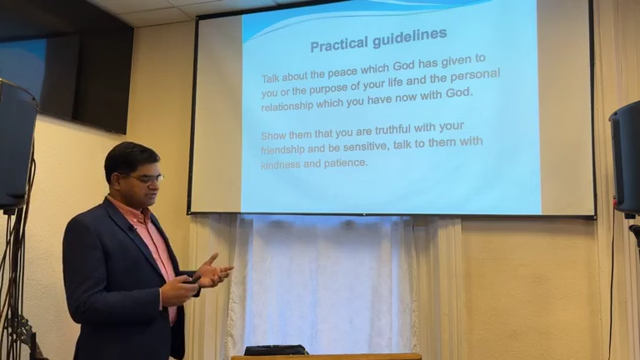 Practical guidelines
Talk about the peace which God has given to
you or the purpose of your life and the personal
relationship which you have now with God.
Show them that you are truthful with your
friendship and be sensitive, talk to them with
kindness and patience.